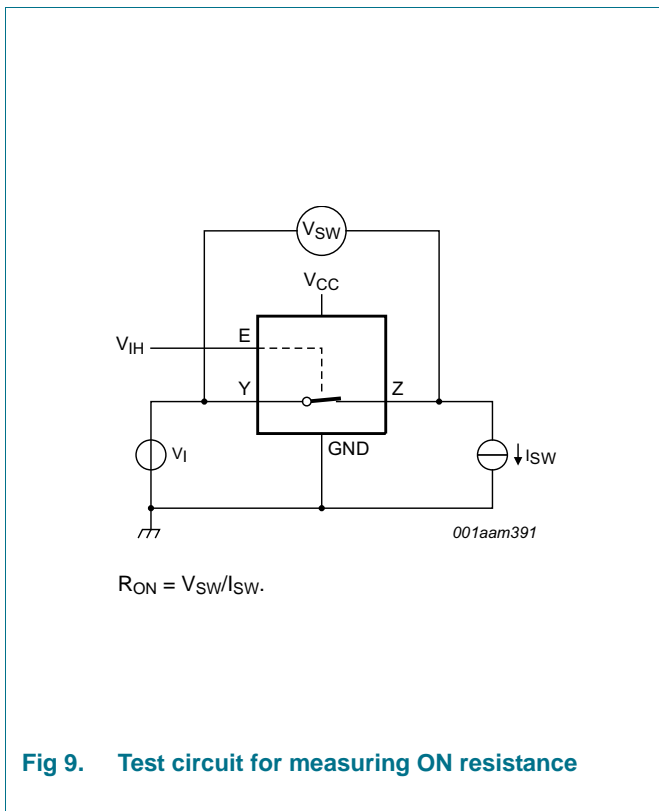 VSW
VCC
VIH
E
Y
Z
VI
GND
ISW
001aam391
RON = VSW/ISW.
Fig 9. Test circuit for measuring ON resistance